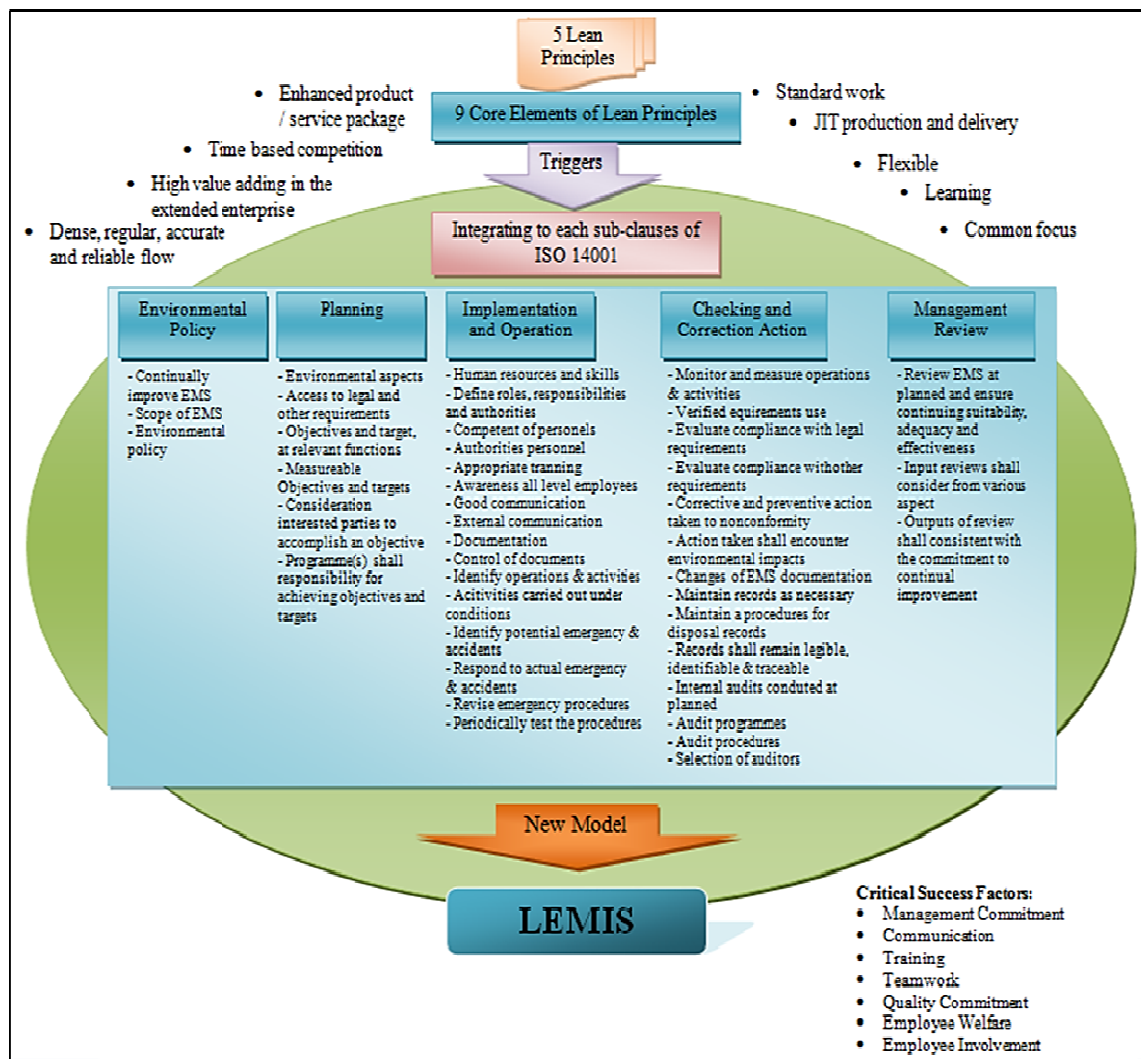 5 Lean
Principles
9 Core Elements of Lean Principles
• Enhanced product
/ service package
• Time based competition
• High value adding in the
extended enterprise
• Dense, regular, accurate
and reliable flow
• Standard work
• JIT production and delivery
• Flexible
• Learning
• Common focus
Triggers
Integrating to each sub-clauses of
ISO 14001
Environmental
Policy
- Continually
improve EMS
- Scope of EMS
- Environmental
policy
Planning
- Environmental aspects
- Access to legal and
other requirements
- Objectives and target,
at relevant functions
- Measureable
Objectives and targets
- Consideration
interested parties to
accomplish an objective
- Programme(s) shall
responsibility for
achieving objectives and
targets
Implementation
and Operation
- Human resources and skills
- Define roles, responsibilities
and authorities
- Competent of personels
- Authorities personnel
- Appropriate tranning
- Awareness all level employees
- Good communication
- External communication
- Documentation
- Control of documents
- Identify operations & activities
- Acitivities carried out under
conditions
- Identify potential emergency &
accidents
- Respond to actual emergency
& accidents
- Revise emergency procedures
- Periodically test the procedures
Checking and
Correction Action
- Monitor and measure operations
& activities
- Verified equirements use
- Evaluate compliance with legal
requirements
- Evaluate compliance withother
requirements
- Corrective and preventive action
taken to nonconformity
- Action taken shall encounter
environmental impacts
- Changes of EMS documentation
- Maintain records as necessary
- Maintain a procedures for
disposal records
- Records shall remain legible,
identifiable & traceable
- Internal audits conduted at
planned
- Audit programmes
- Audit procedures
- Selection of auditors
Management
Review
- Review EMS at
planned and ensure
continuing suitability,
adequacy and
effectiveness
- Input reviews shall
consider from various
aspect
- Outputs of review
shall consistent with
the commitment to
continual
improvement
New Model
LEMIS
Critical Success Factors:
• Management Commitment
• Communication
• Training
• Teamwork
• Quality Commitment
• Employee Welfare
• Employee Involvement